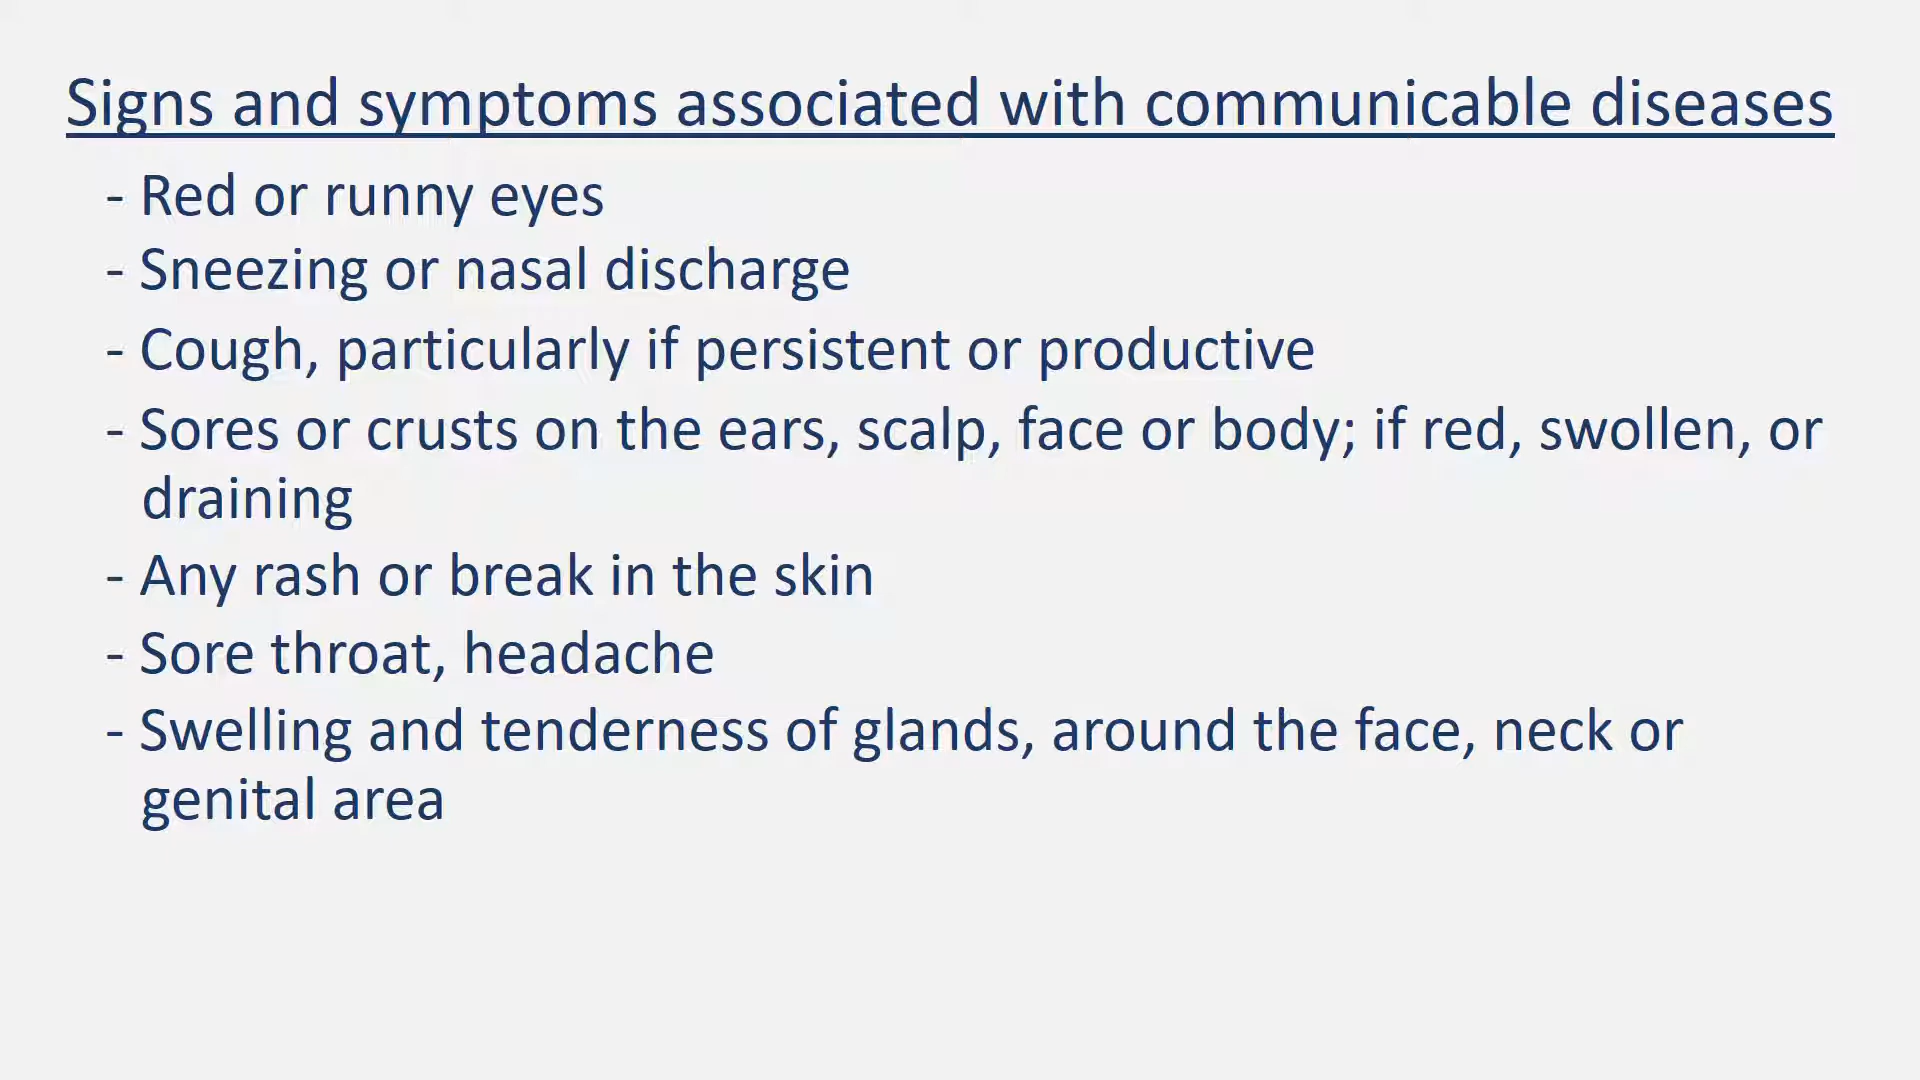 Signs and symptoms associated with communicable diseases
- Red or runny eyes
- Sneezing or nasal discharge
- Cough, particularly if persistent or productive
- Sores or crusts on the ears, scalp, face or body; if red, swollen, or
draining
- Any rash or break in the skin
- Sore throat, headache
- Swelling and tenderness of glands, around the face, neck or
genital area